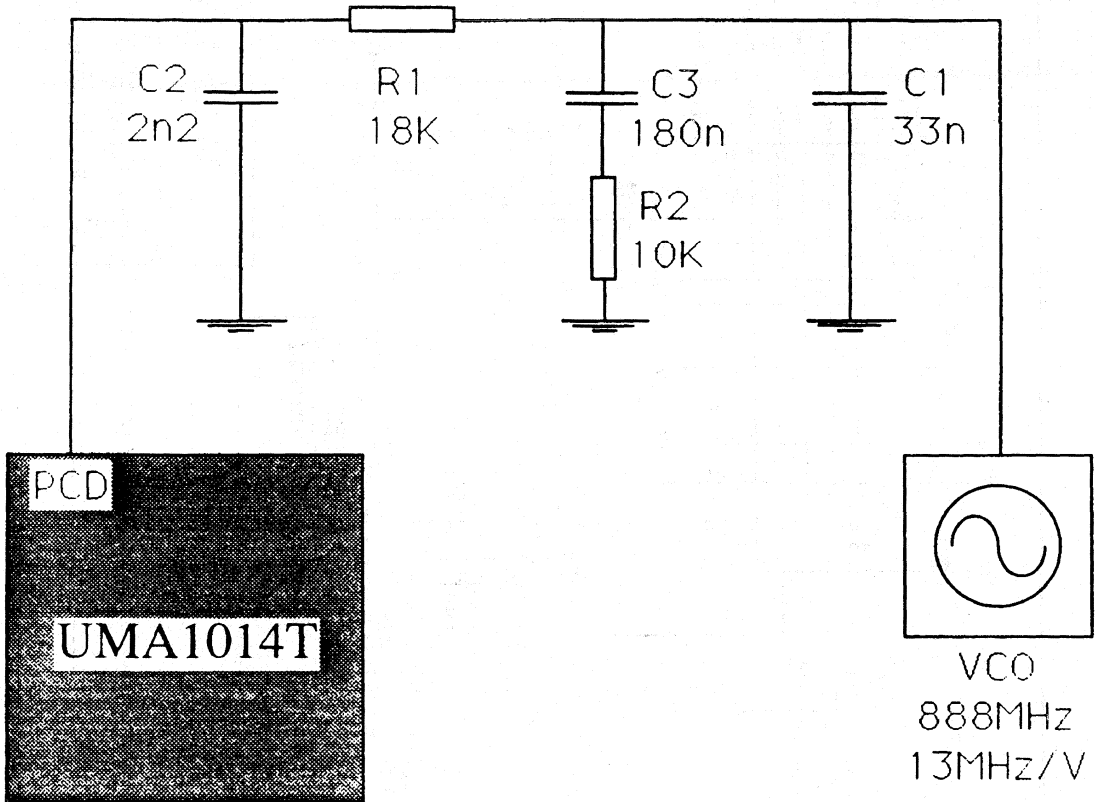 C2
2n2
R1
18K
C3
180n
C1
33n
R2
10K
PCD
UMA1014T
VCO
888MHz
13MHz/V